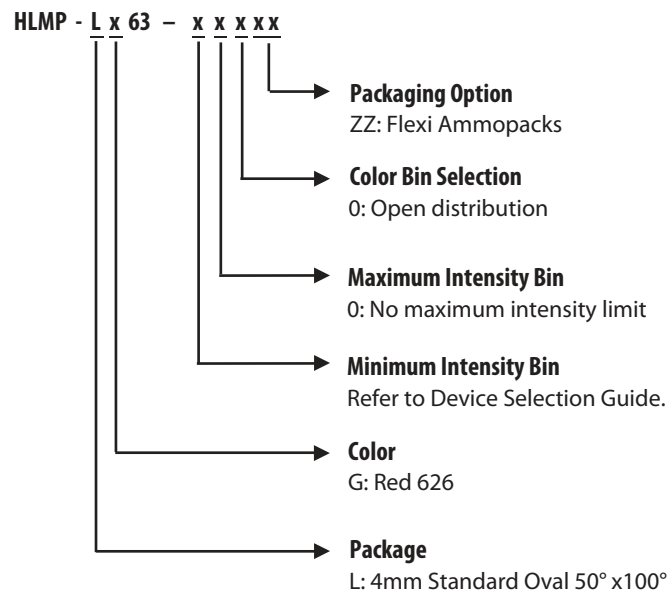 HLMP - L x 63 – x x x x x
Packaging Option
ZZ: Flexi Ammopacks
Color Bin Selection
0: Open distribution
Maximum Intensity Bin
0: No maximum intensity limit
Minimum Intensity Bin
Refer to Device Selection Guide.
Color
G: Red 626
Package
L: 4mm Standard Oval 50° x100°